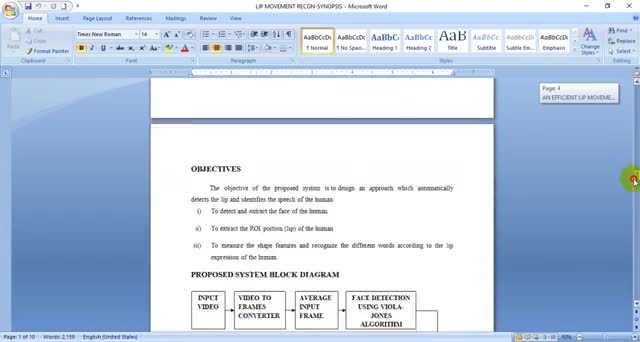 LIP MOVEMENT RECGN-SYNOPSIS - Microsoft Word
Home Insert Page Layout References Mailings Review View
Paste
Cut
Copy
Format Painter
Clipboard
Times New Roman 14
Font
Paragraph
AaBbCcDc AaBbCcDc AaBbC AaBbCc AaB AaBbCc. AaBbCcDc AaBbCcDc
¶ Normal ¶ No Spaci... Heading 1 Heading 2 Title Subtitle Subtle Em... Emphasis
Styles
Change Styles
Find
Replace
Select
Editing
Page: 4
AN EFFICIENT LIP MOVEME...
OBJECTIVES
The objective of the proposed system is to design an approach which automatically
detects the lip and identifies the speech of the human.
i) To detect and extract the face of the human.
ii) To extract the ROI portion (lip) of the human
iii) To measure the shape features and recognize the different words according to the lip
expression of the human.
PROPOSED SYSTEM BLOCK DIAGRAM
INPUT VIDEO
VIDEO TO FRAMES CONVERTER
AVERAGE INPUT FRAME
FACE DETECTION USING VIOLA-JONES ALGORITHM
Page: 1 of 10 Words: 2,159 English (United States) 90%